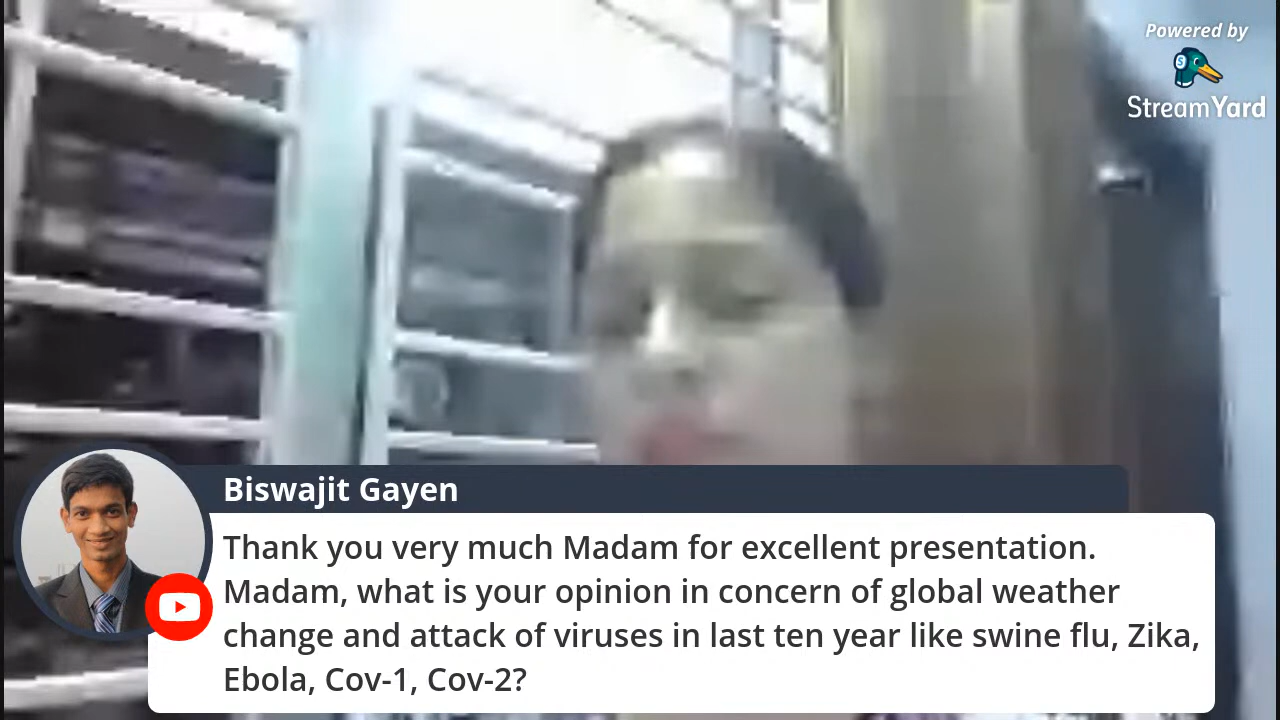 Powered by
StreamYard
Biswajit Gayen
Thank you very much Madam for excellent presentation.
Madam, what is your opinion in concern of global weather
change and attack of viruses in last ten year like swine flu, Zika,
Ebola, Cov-1, Cov-2?